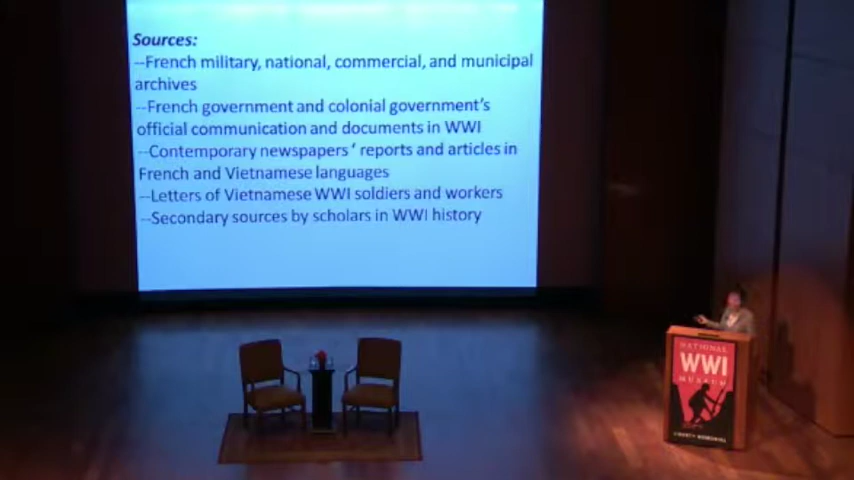 Sources:
--French military, national, commercial, and municipal
archives
--French government and colonial government's
official communication and documents in WWI
--Contemporary newspapers' reports and articles in
French and Vietnamese languages
--Letters of Vietnamese WWI soldiers and workers
--Secondary sources by scholars in WWI history
NATIONAL
WWI
MUSEUM
LIBERTY MEMORIAL